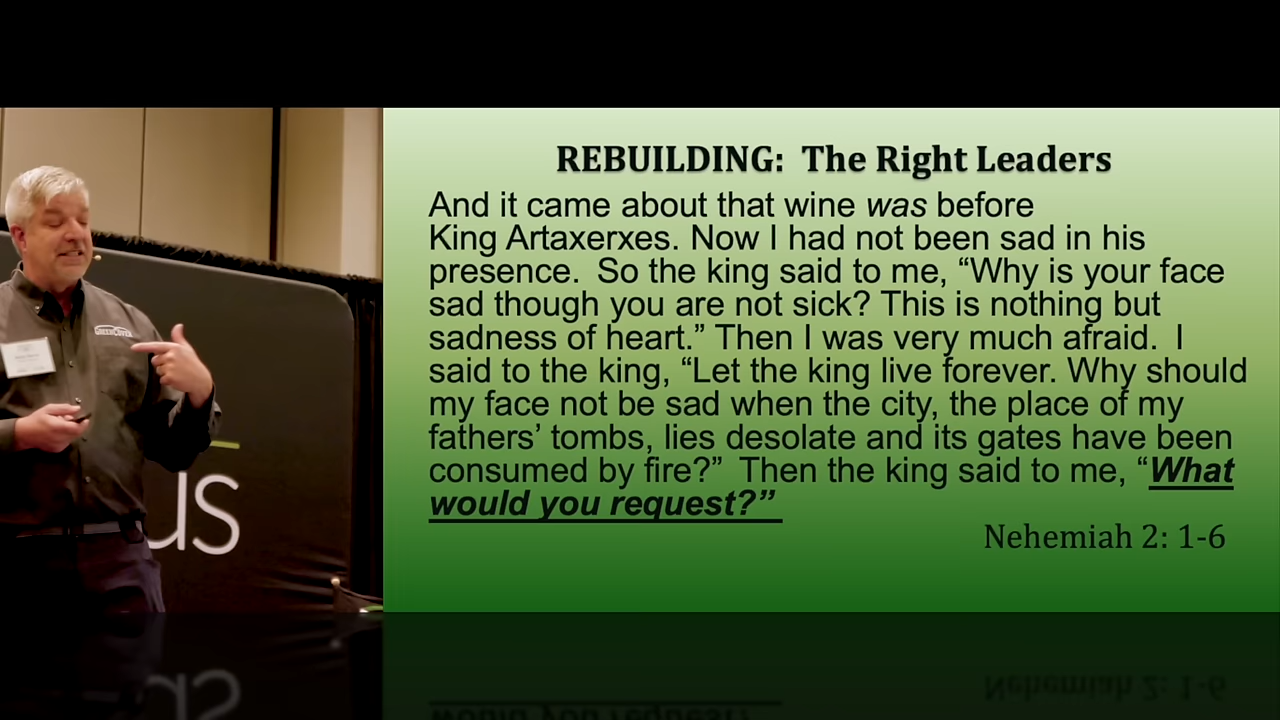 REBUILDING: The Right Leaders
And it came about that wine was before
King Artaxerxes. Now I had not been sad in his
presence. So the king said to me, “Why is your face
sad though you are not sick? This is nothing but
sadness of heart.” Then I was very much afraid. I
said to the king, “Let the king live forever. Why should
my face not be sad when the city, the place of my
fathers’ tombs, lies desolate and its gates have been
consumed by fire?” Then the king said to me, “What
would you request?”
Nehemiah 2: 1-6
GREENCOVER
us